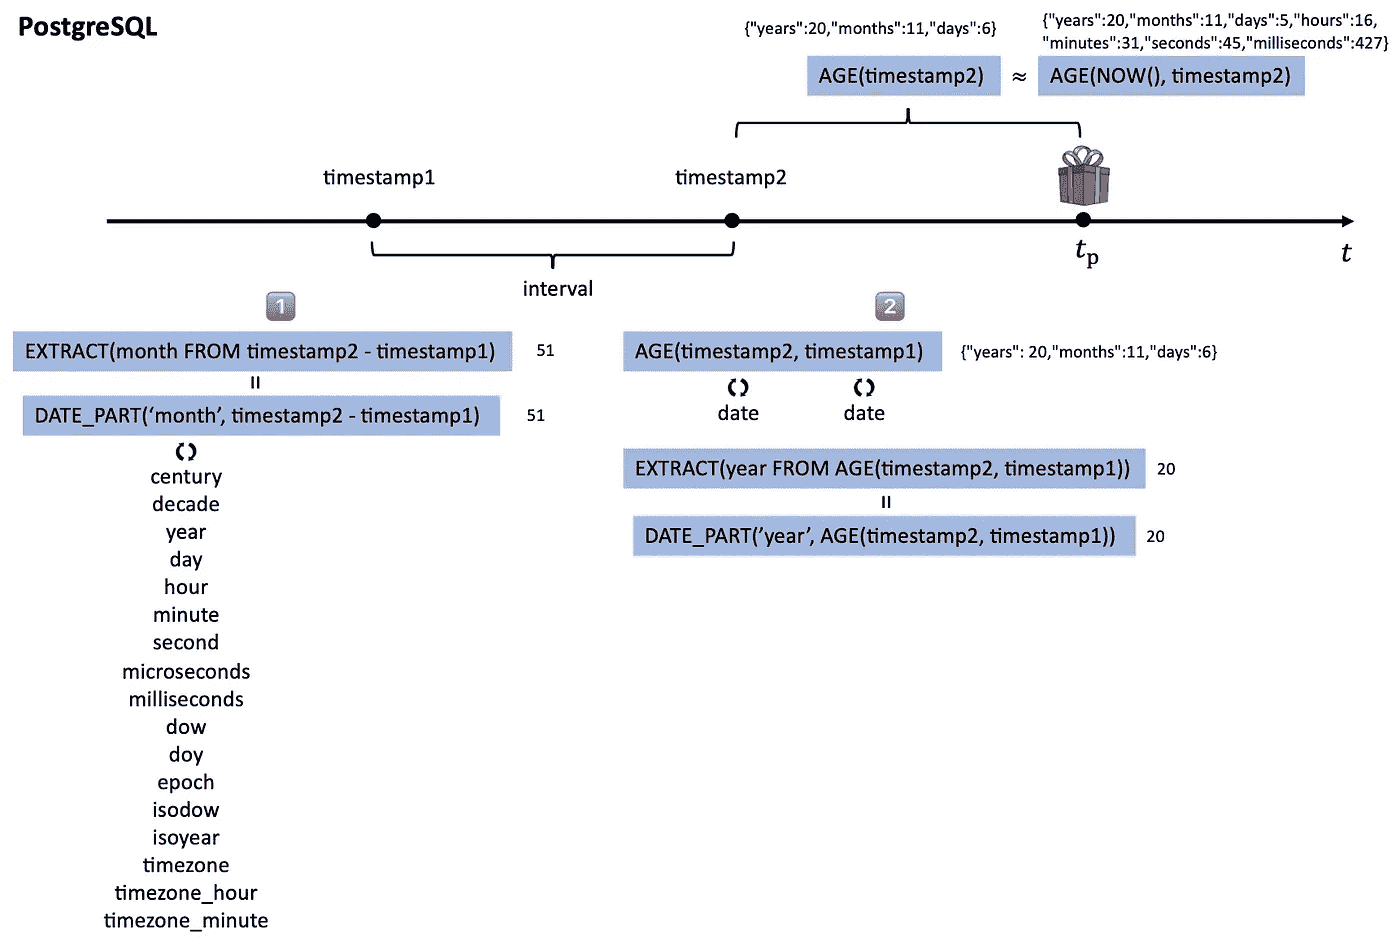 PostgreSQL
{"years":20,"months":11,"days":6}
{"years":20,"months":11,"days":5,"hours":16,
"minutes":31,"seconds":45,"milliseconds":427}
AGE(timestamp2) ≈ AGE(NOW(), timestamp2)
timestamp1
timestamp2
tp
t
interval
1
EXTRACT(month FROM timestamp2 - timestamp1) 51
=
DATE_PART(‘month’, timestamp2 - timestamp1) 51
century
decade
year
day
hour
minute
second
microseconds
milliseconds
dow
doy
epoch
isodow
isoyear
timezone
timezone_hour
timezone_minute
2
AGE(timestamp2, timestamp1) {"years": 20,"months":11,"days":6}
date date
EXTRACT(year FROM AGE(timestamp2, timestamp1)) 20
=
DATE_PART(’year’, AGE(timestamp2, timestamp1)) 20